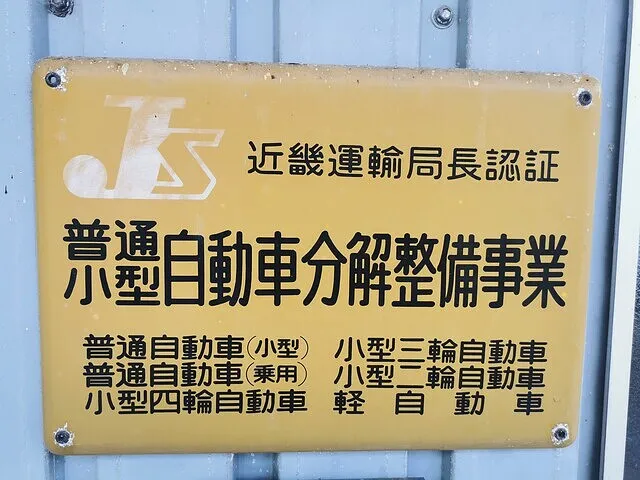 JS 近畿運輸局長認証
普通
小型 自動車分解整備事業
普通自動車(小型) 小型三輪自動車
普通自動車(乗用) 小型二輪自動車
小型四輪自動車 軽自動車